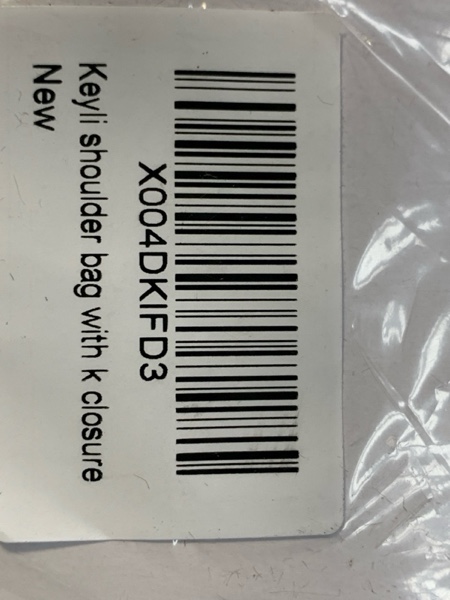 X004DKIFD3
Keyli shoulder bag with k closure
New